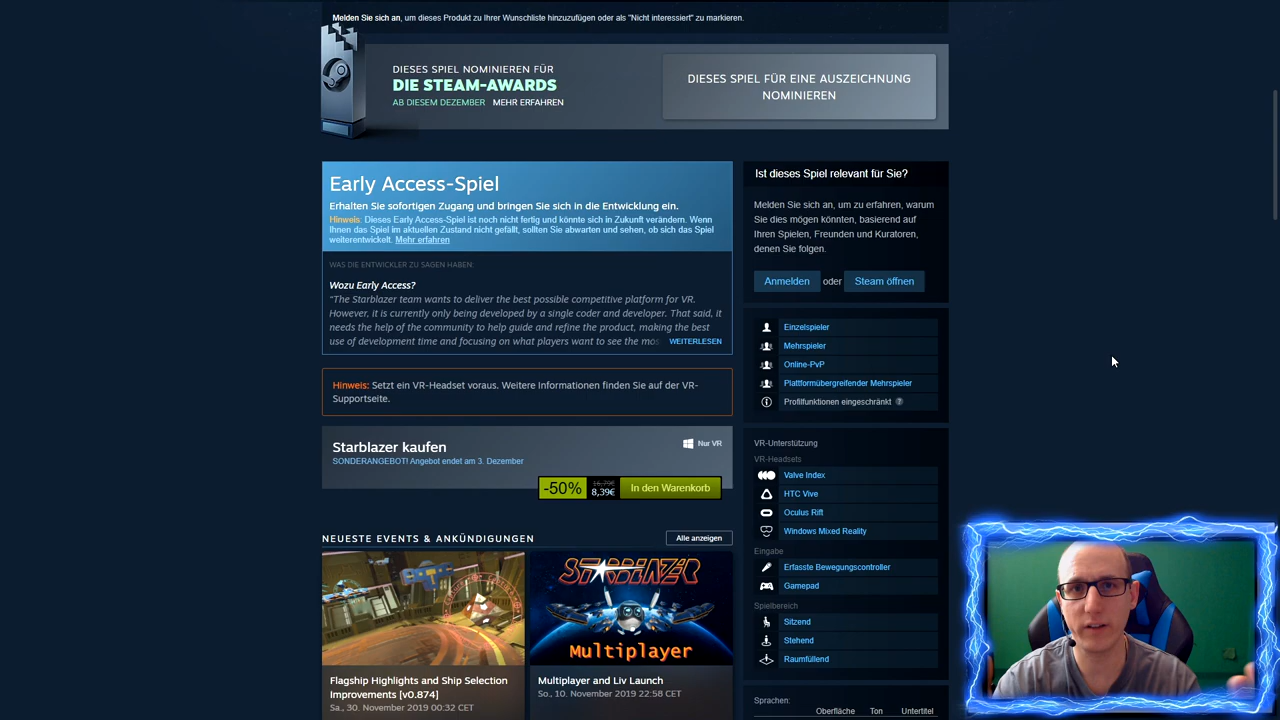 Melden Sie sich an, um dieses Produkt zu Ihrer Wunschliste hinzuzufügen oder als "Nicht interessiert" zu markieren.
DIESES SPIEL NOMINIEREN FÜR
DIE STEAM-AWARDS
AB DIESEM DEZEMBER MEHR ERFAHREN
DIESES SPIEL FÜR EINE AUSZEICHNUNG
NOMINIEREN
Early Access-Spiel
Erhalten Sie sofortigen Zugang und bringen Sie sich in die Entwicklung ein.
Hinweis: Dieses Early Access-Spiel ist noch nicht fertig und könnte sich in Zukunft verändern. Wenn
Ihnen das Spiel im aktuellen Zustand nicht gefällt, sollten Sie abwarten und sehen, ob sich das Spiel
weiterentwickelt. Mehr erfahren
WAS DIE ENTWICKLER ZU SAGEN HABEN:
Wozu Early Access?
"The Starblazer team wants to deliver the best possible competitive platform for VR.
However, it is currently only being developed by a single coder and developer. That said, it
needs the help of the community to help guide and refine the product, making the best
use of development time and focusing on what players want to see the mos WEITERLESEN
Hinweis: Setzt ein VR-Headset voraus. Weitere Informationen finden Sie auf der VR-
Supportseite.
Starblazer kaufen
Nur VR
SONDERANGEBOT! Angebot endet am 3. Dezember
-50%
16,79€
8,39€
In den Warenkorb
NEUESTE EVENTS & ANKÜNDIGUNGEN
Alle anzeigen
STARBLAZER
Multiplayer
Flagship Highlights and Ship Selection
Improvements [v0.874]
Sa., 30. November 2019 00:32 CET
Multiplayer and Liv Launch
So., 10. November 2019 22:58 CET
Ist dieses Spiel relevant für Sie?
Melden Sie sich an, um zu erfahren, warum
Sie dies mögen könnten, basierend auf
Ihren Spielen, Freunden und Kuratoren,
denen Sie folgen.
Anmelden oder Steam öffnen
Einzelspieler
Mehrspieler
Online-PvP
Plattformübergreifender Mehrspieler
Profilfunktionen eingeschränkt ?
VR-Unterstützung
VR-Headsets
Valve Index
HTC Vive
Oculus Rift
Windows Mixed Reality
Eingabe
Erfasste Bewegungscontroller
Gamepad
Spielbereich
Sitzend
Stehend
Raumfüllend
Sprachen:
Oberfläche Ton Untertitel